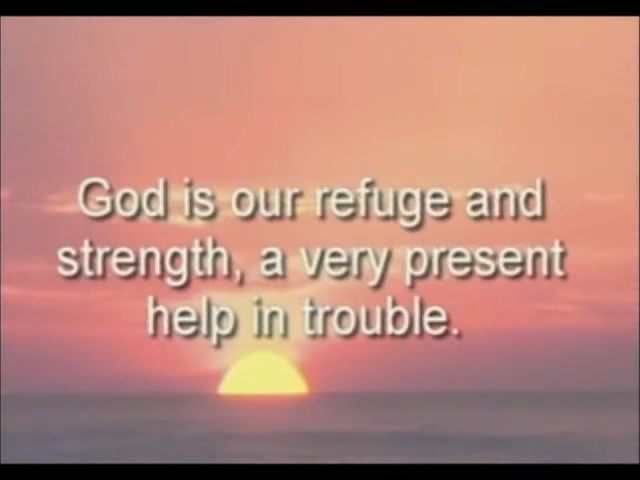 God is our refuge and
strength, a very present
help in trouble.